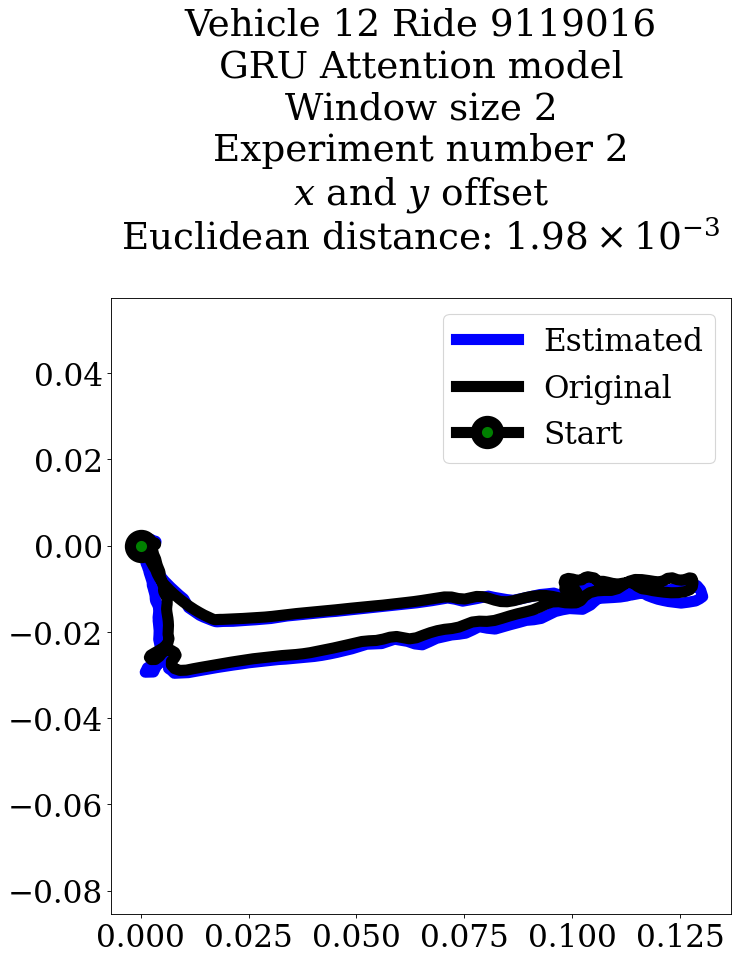 Vehicle 12 Ride 9119016
GRU Attention model
Window size 2
Experiment number 2
x and y offset
Euclidean distance: 1.98 × 10⁻³
Estimated
Original
Start
0.04
0.02
0.00
−0.02
−0.04
−0.06
−0.08
0.000 0.025 0.050 0.075 0.100 0.125